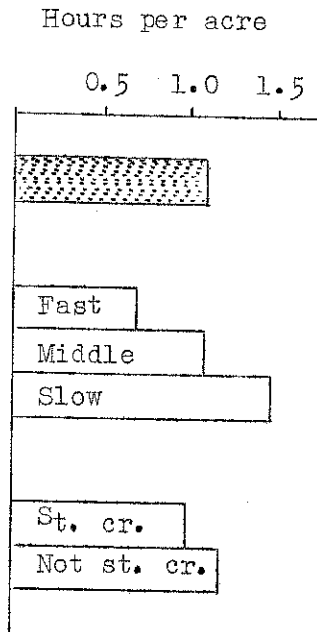 Hours per acre
0.5 1.0 1.5
Fast
Middle
Slow
St. cr.
Not st. cr.